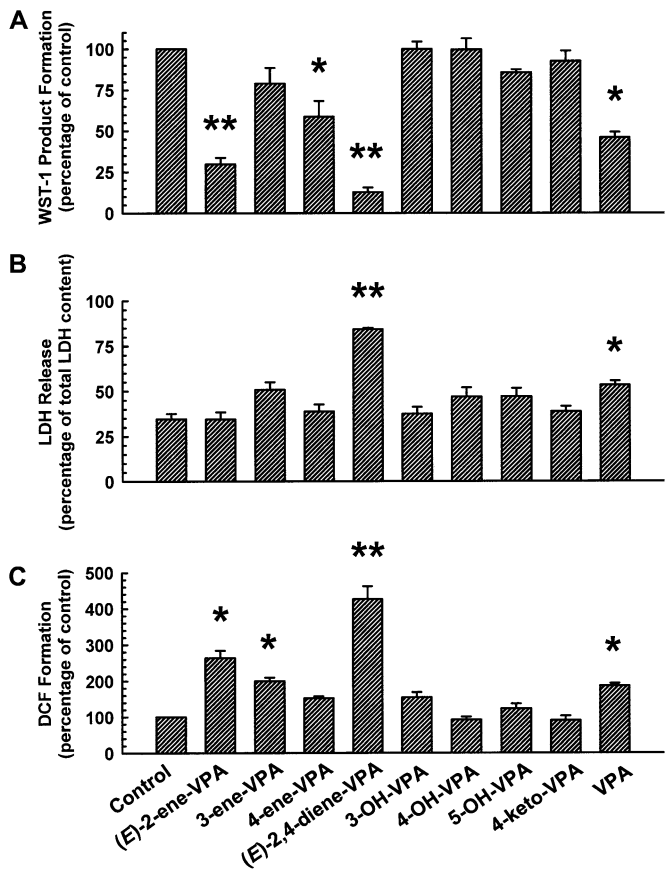 A
WST-1 Product Formation
(percentage of control)
100
75
50
25
0
**
*
**
*
B
LDH Release
(percentage of total LDH content)
100
75
50
25
0
**
*
C
DCF Formation
(percentage of control)
500
400
300
200
100
0
*
*
**
*
Control
(E)-2-ene-VPA
3-ene-VPA
4-ene-VPA
(E)-2,4-diene-VPA
3-OH-VPA
4-OH-VPA
5-OH-VPA
4-keto-VPA
VPA